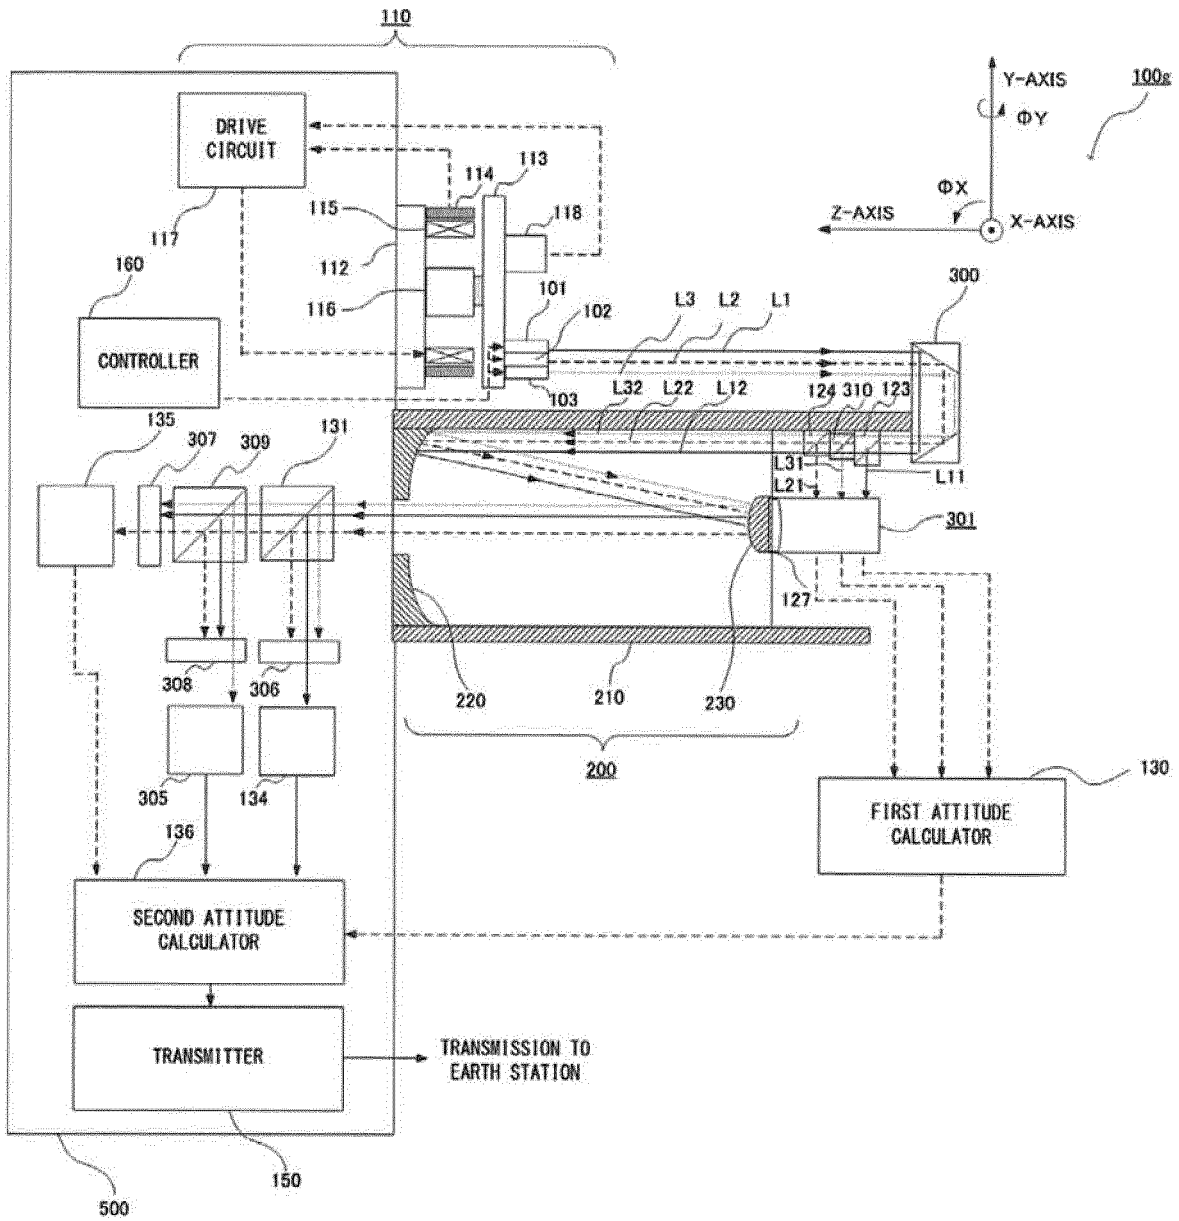 110
Y-AXIS
100g
ΦY
DRIVE
CIRCUIT
113
114
ΦX
115
118
Z-AXIS
X-AXIS
117
112
160
101
300
116
102
L3
L2
L1
CONTROLLER
103
L32
L22
L12
124
310
123
135
307
309
131
L31
L21
L11
301
127
308
306
220
210
230
200
305
134
130
136
FIRST ATTITUDE
CALCULATOR
SECOND ATTITUDE
CALCULATOR
TRANSMITTER
TRANSMISSION TO
EARTH STATION
150
500